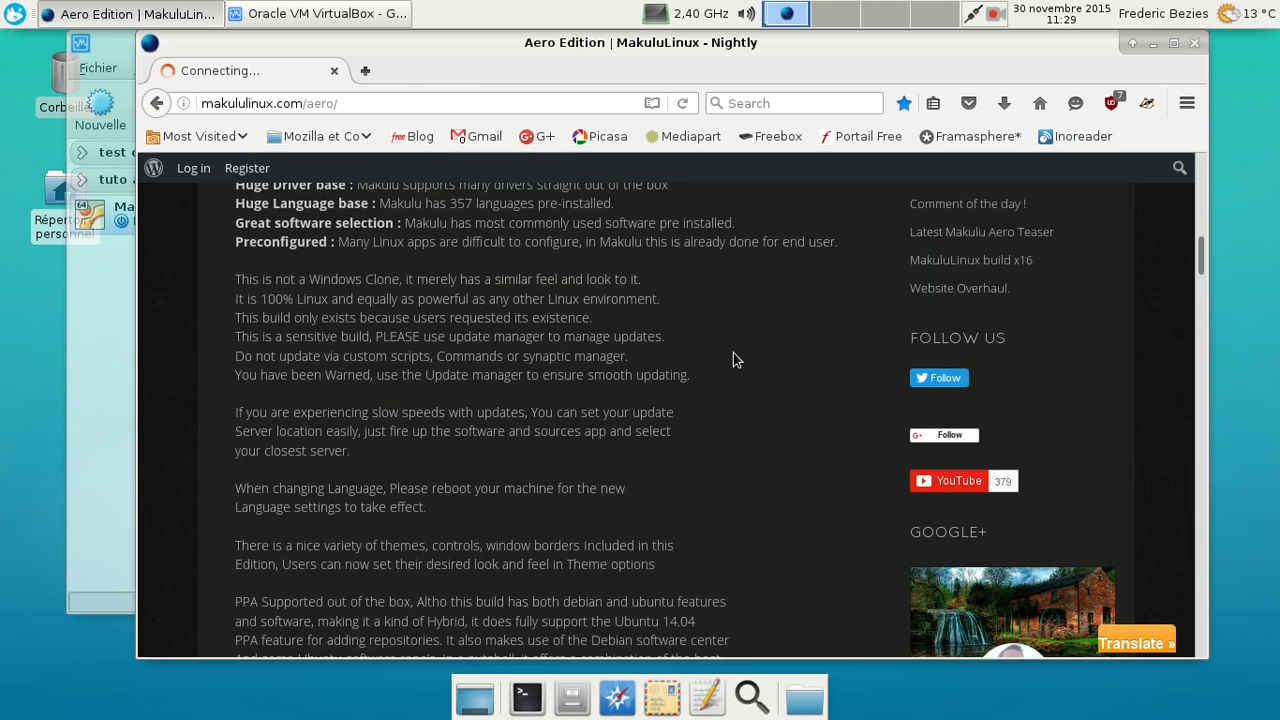 Aero Edition | MakuluLin...
Oracle VM VirtualBox - G...
2,40 GHz
30 novembre 2015
11:29
Frederic Bezies
13 °C
Aero Edition | MakuluLinux - Nightly
Fichier
Connecting...
makululinux.com/aero/
Search
7
Corbeille
Nouvelle
Most Visited
Mozilla et Co
free Blog
Gmail
G+
Picasa
Mediapart
Freebox
Portail Free
Framasphere*
Inoreader
test
tuto a
64
Ma
Répertoire
personnel
Log in
Register
Huge Driver base : Makulu supports many drivers straight out of the box
Huge Language base : Makulu has 357 languages pre-installed.
Great software selection : Makulu has most commonly used software pre installed.
Preconfigured : Many Linux apps are difficult to configure, in Makulu this is already done for end user.
This is not a Windows Clone, it merely has a similar feel and look to it.
It is 100% Linux and equally as powerful as any other Linux environment.
This build only exists because users requested its existence.
This is a sensitive build, PLEASE use update manager to manage updates.
Do not update via custom scripts, Commands or synaptic manager.
You have been Warned, use the Update manager to ensure smooth updating.
If you are experiencing slow speeds with updates, You can set your update
Server location easily, just fire up the software and sources app and select
your closest server.
When changing Language, Please reboot your machine for the new
Language settings to take effect.
There is a nice variety of themes, controls, window borders Included in this
Edition, Users can now set their desired look and feel in Theme options
PPA Supported out of the box, Altho this build has both debian and ubuntu features
and software, making it a kind of Hybrid, it does fully support the Ubuntu 14.04
PPA feature for adding repositories. It also makes use of the Debian software center
Comment of the day !
Latest Makulu Aero Teaser
MakuluLinux build x16
Website Overhaul.
FOLLOW US
Follow
G+ Follow
YouTube 379
GOOGLE+
Translate »